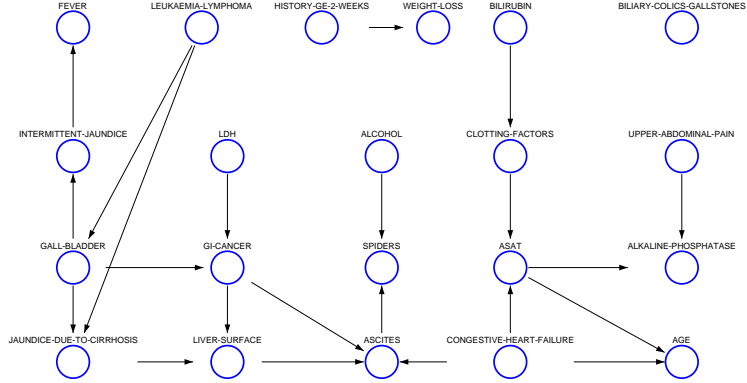 FEVER
LEUKAEMIA-LYMPHOMA
HISTORY-GE-2-WEEKS
WEIGHT-LOSS
BILIRUBIN
BILIARY-COLICS-GALLSTONES
INTERMITTENT-JAUNDICE
LDH
ALCOHOL
CLOTTING-FACTORS
UPPER-ABDOMINAL-PAIN
GALL-BLADDER
GI-CANCER
SPIDERS
ASAT
ALKALINE-PHOSPHATASE
JAUNDICE-DUE-TO-CIRRHOSIS
LIVER-SURFACE
ASCITES
CONGESTIVE-HEART-FAILURE
AGE